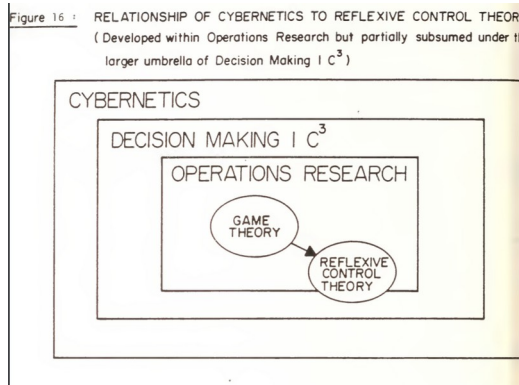 Figure 16 : RELATIONSHIP OF CYBERNETICS TO REFLEXIVE CONTROL
( Developed within Operations Research but partially subsumed under
larger umbrella of Decision Making I C³ )
CYBERNETICS
DECISION MAKING I C³
OPERATIONS RESEARCH
GAME
THEORY
REFLEXIVE
CONTROL
THEORY